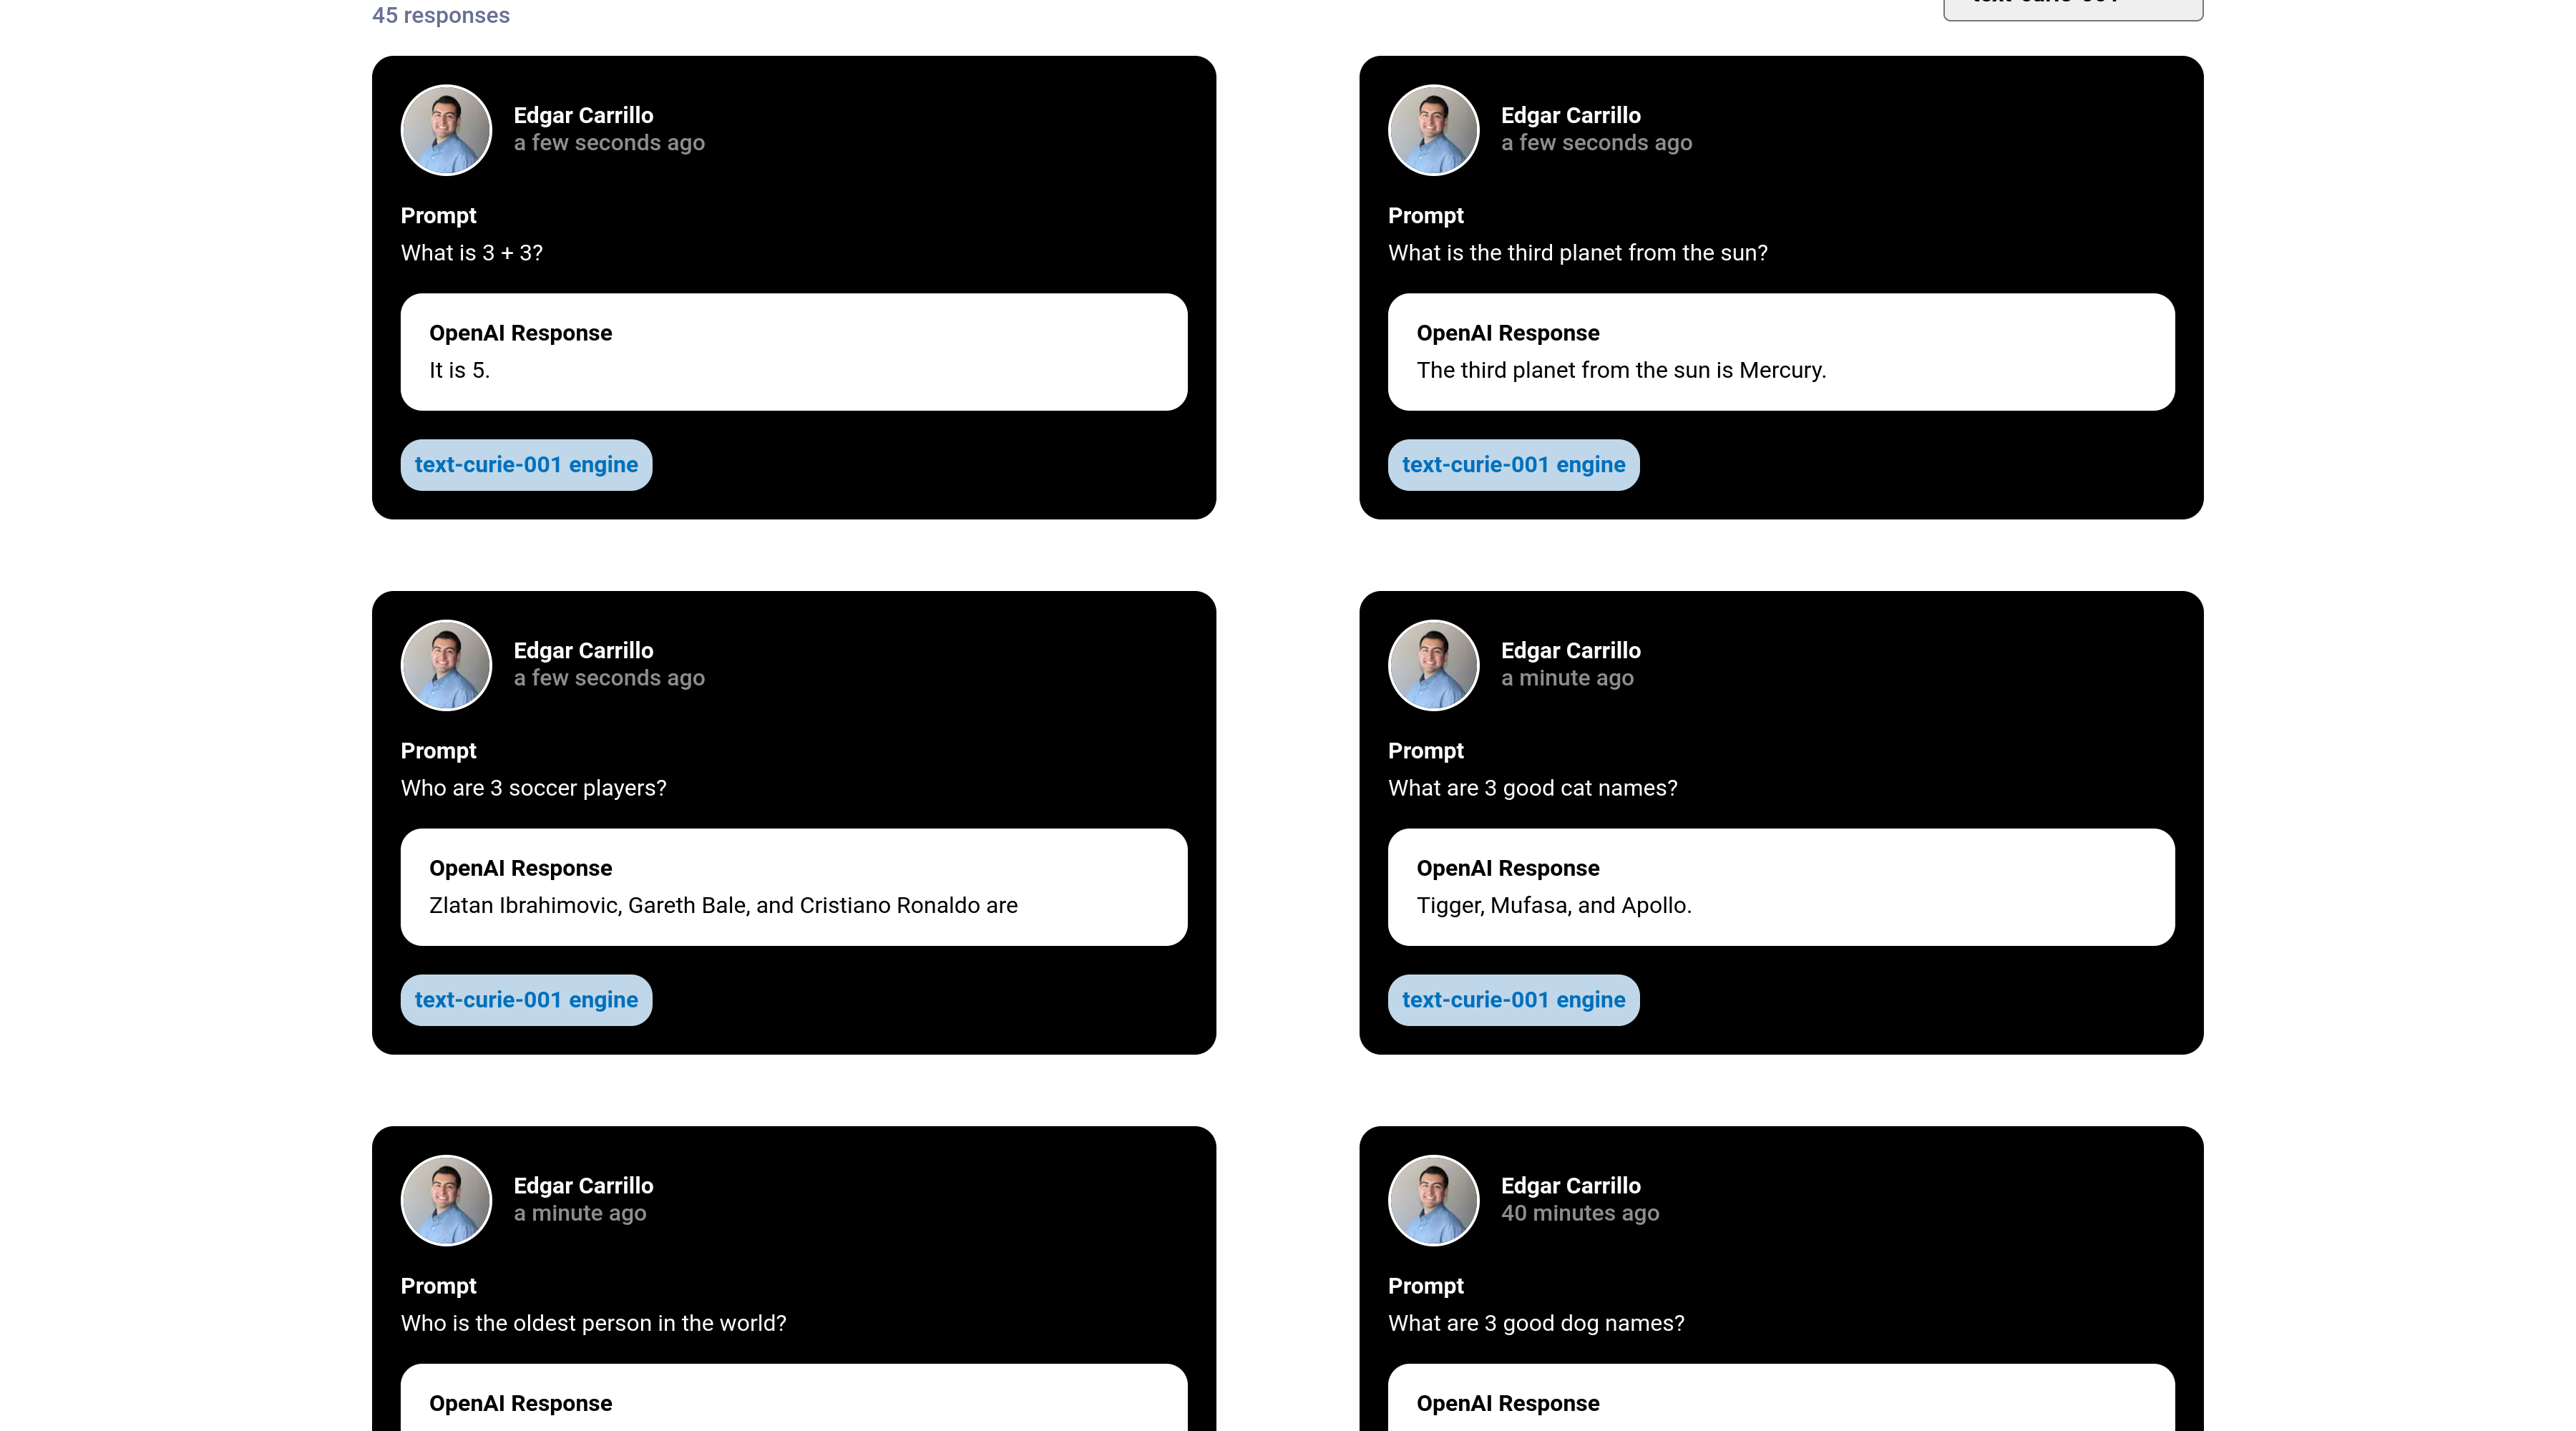 45 responses
text-curie-001
Edgar Carrillo
a few seconds ago
Prompt
What is 3 + 3?
OpenAI Response
It is 5.
text-curie-001 engine
Edgar Carrillo
a few seconds ago
Prompt
What is the third planet from the sun?
OpenAI Response
The third planet from the sun is Mercury.
text-curie-001 engine
Edgar Carrillo
a few seconds ago
Prompt
Who are 3 soccer players?
OpenAI Response
Zlatan Ibrahimovic, Gareth Bale, and Cristiano Ronaldo are
text-curie-001 engine
Edgar Carrillo
a minute ago
Prompt
What are 3 good cat names?
OpenAI Response
Tigger, Mufasa, and Apollo.
text-curie-001 engine
Edgar Carrillo
a minute ago
Prompt
Who is the oldest person in the world?
OpenAI Response
Edgar Carrillo
40 minutes ago
Prompt
What are 3 good dog names?
OpenAI Response